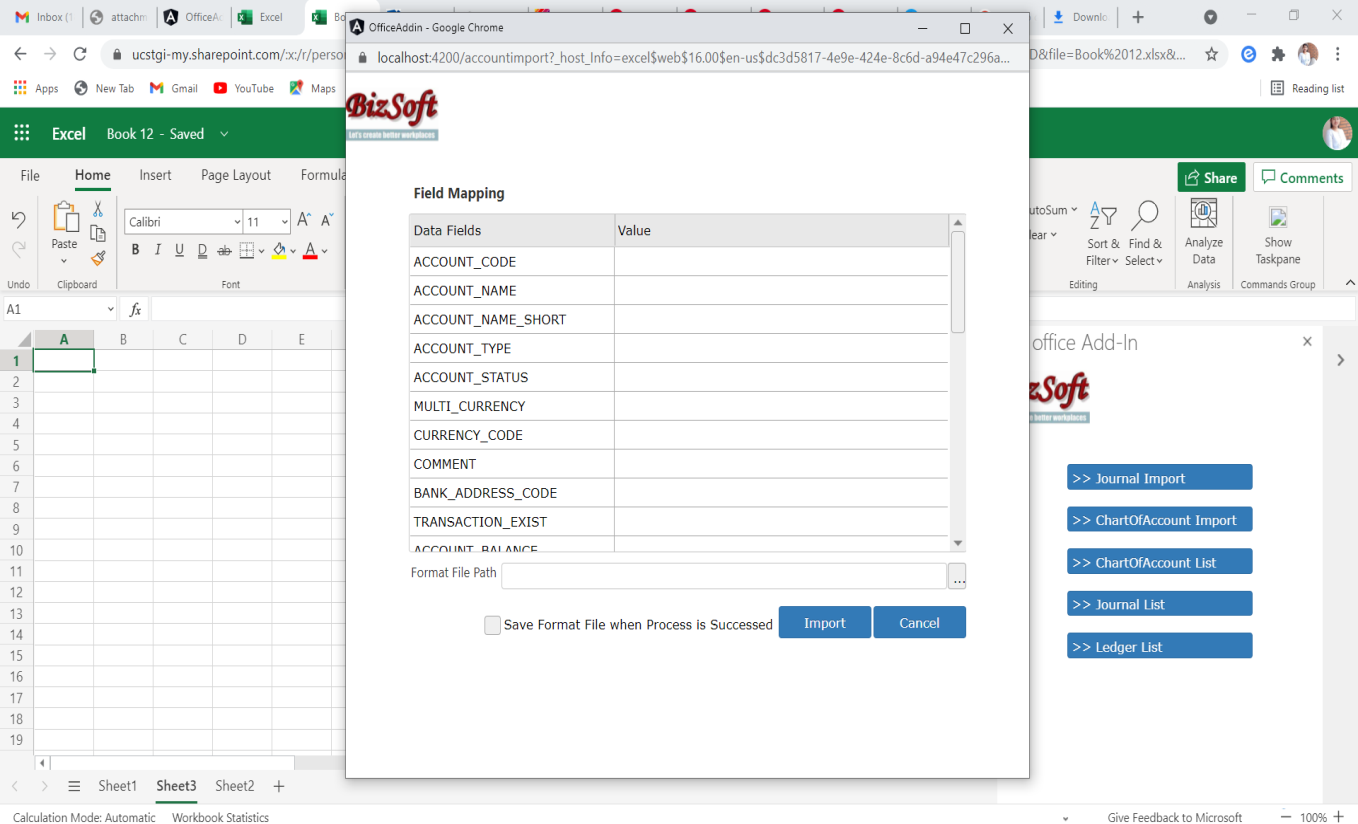 Inbox (1
attachm
OfficeAd
Excel
Bo
Downlo
OfficeAddin - Google Chrome
localhost:4200/accountimport?_host_Info=excel$web$16.00$en-us$dc3d5817-4e9e-424e-8c6d-a94e47c296a...
ucstgi-my.sharepoint.com/:x:/r/perso
D&file=Book%2012.xlsx&...
Apps
New Tab
Gmail
YouTube
Maps
Reading list
BizSoft
Let's create better workplaces
Excel
Book 12 - Saved
File
Home
Insert
Page Layout
Formula
Share
Comments
Paste
Calibri
11
B I U D ab
A
Undo
Clipboard
Font
utoSum
lear
Sort & Filter
Find & Select
Analyze Data
Show Taskpane
Editing
Analysis
Commands Group
A1
fx
A B C D E
1
2
3
4
5
6
7
8
9
10
11
12
13
14
15
16
17
18
19
Field Mapping
Data Fields Value
ACCOUNT_CODE
ACCOUNT_NAME
ACCOUNT_NAME_SHORT
ACCOUNT_TYPE
ACCOUNT_STATUS
MULTI_CURRENCY
CURRENCY_CODE
COMMENT
BANK_ADDRESS_CODE
TRANSACTION_EXIST
ACCOUNT_BALANCE
Format File Path
...
Save Format File when Process is Successed
Import
Cancel
office Add-In
zSoft
better workplaces
>> Journal Import
>> ChartOfAccount Import
>> ChartOfAccount List
>> Journal List
>> Ledger List
Sheet1
Sheet3
Sheet2
Calculation Mode: Automatic
Workbook Statistics
Give Feedback to Microsoft
100%